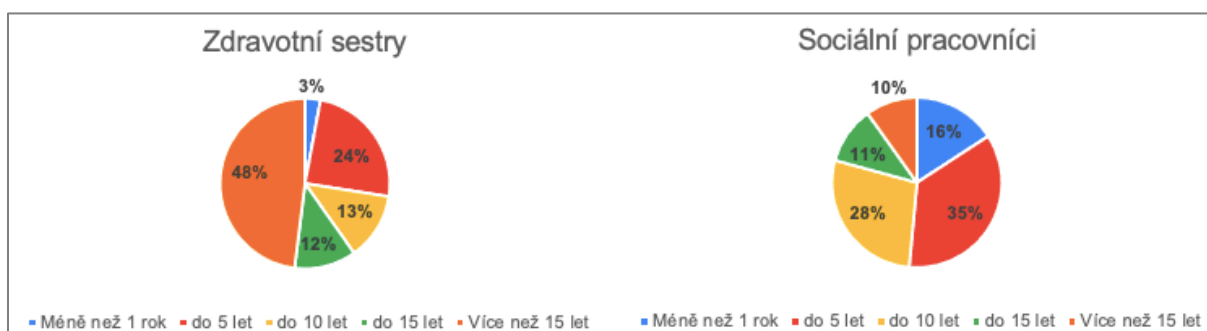 Zdravotní sestry
3%
24%
48%
13%
12%
Méně než 1 rok do 5 let do 10 let do 15 let Více než 15 let
Sociální pracovníci
10%
16%
11%
28%
35%
Méně než 1 rok do 5 let do 10 let do 15 let Více než 15 let